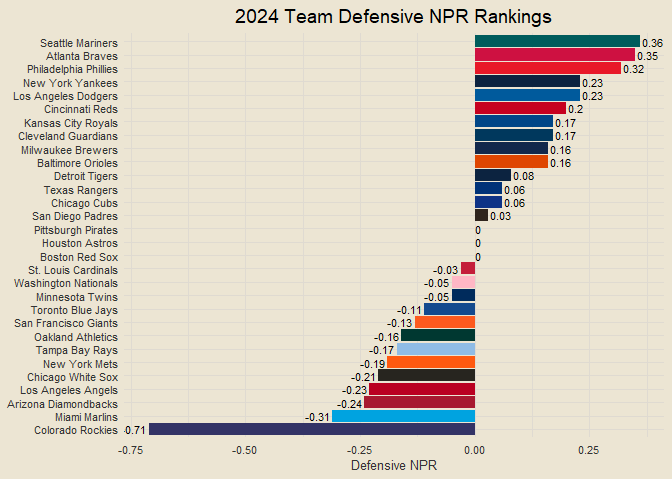 2024 Team Defensive NPR Rankings
Seattle Mariners 0.36
Atlanta Braves 0.35
Philadelphia Phillies 0.32
New York Yankees 0.23
Los Angeles Dodgers 0.23
Cincinnati Reds 0.2
Kansas City Royals 0.17
Cleveland Guardians 0.17
Milwaukee Brewers 0.16
Baltimore Orioles 0.16
Detroit Tigers 0.08
Texas Rangers 0.06
Chicago Cubs 0.06
San Diego Padres 0.03
Pittsburgh Pirates 0
Houston Astros 0
Boston Red Sox 0
St. Louis Cardinals -0.03
Washington Nationals -0.05
Minnesota Twins -0.05
Toronto Blue Jays -0.11
San Francisco Giants -0.13
Oakland Athletics -0.16
Tampa Bay Rays -0.17
New York Mets -0.19
Chicago White Sox -0.21
Los Angeles Angels -0.23
Arizona Diamondbacks -0.24
Miami Marlins -0.31
Colorado Rockies -0.71
-0.75 -0.50 -0.25 0.00 0.25
Defensive NPR